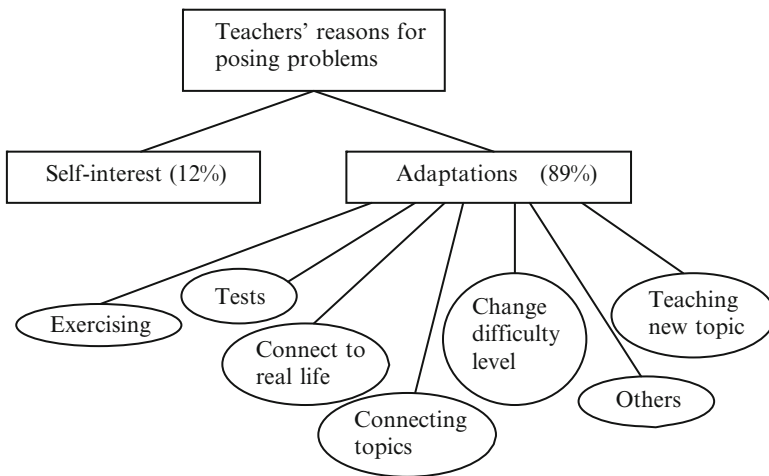 Teachers’ reasons for
posing problems
Self-interest (12%)
Adaptations (89%)
Exercising
Tests
Connect to
real life
Connecting
topics
Change
difficulty
level
Others
Teaching
new topic